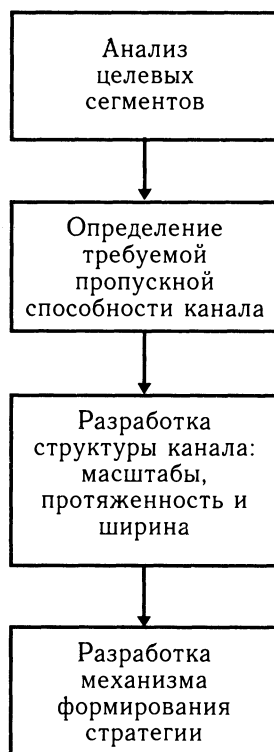 Анализ
целевых
сегментов
Определение
требуемой
пропускной
способности канала
Разработка
структуры канала:
масштабы,
протяженность и
ширина
Разработка
механизма
формирования
стратегии